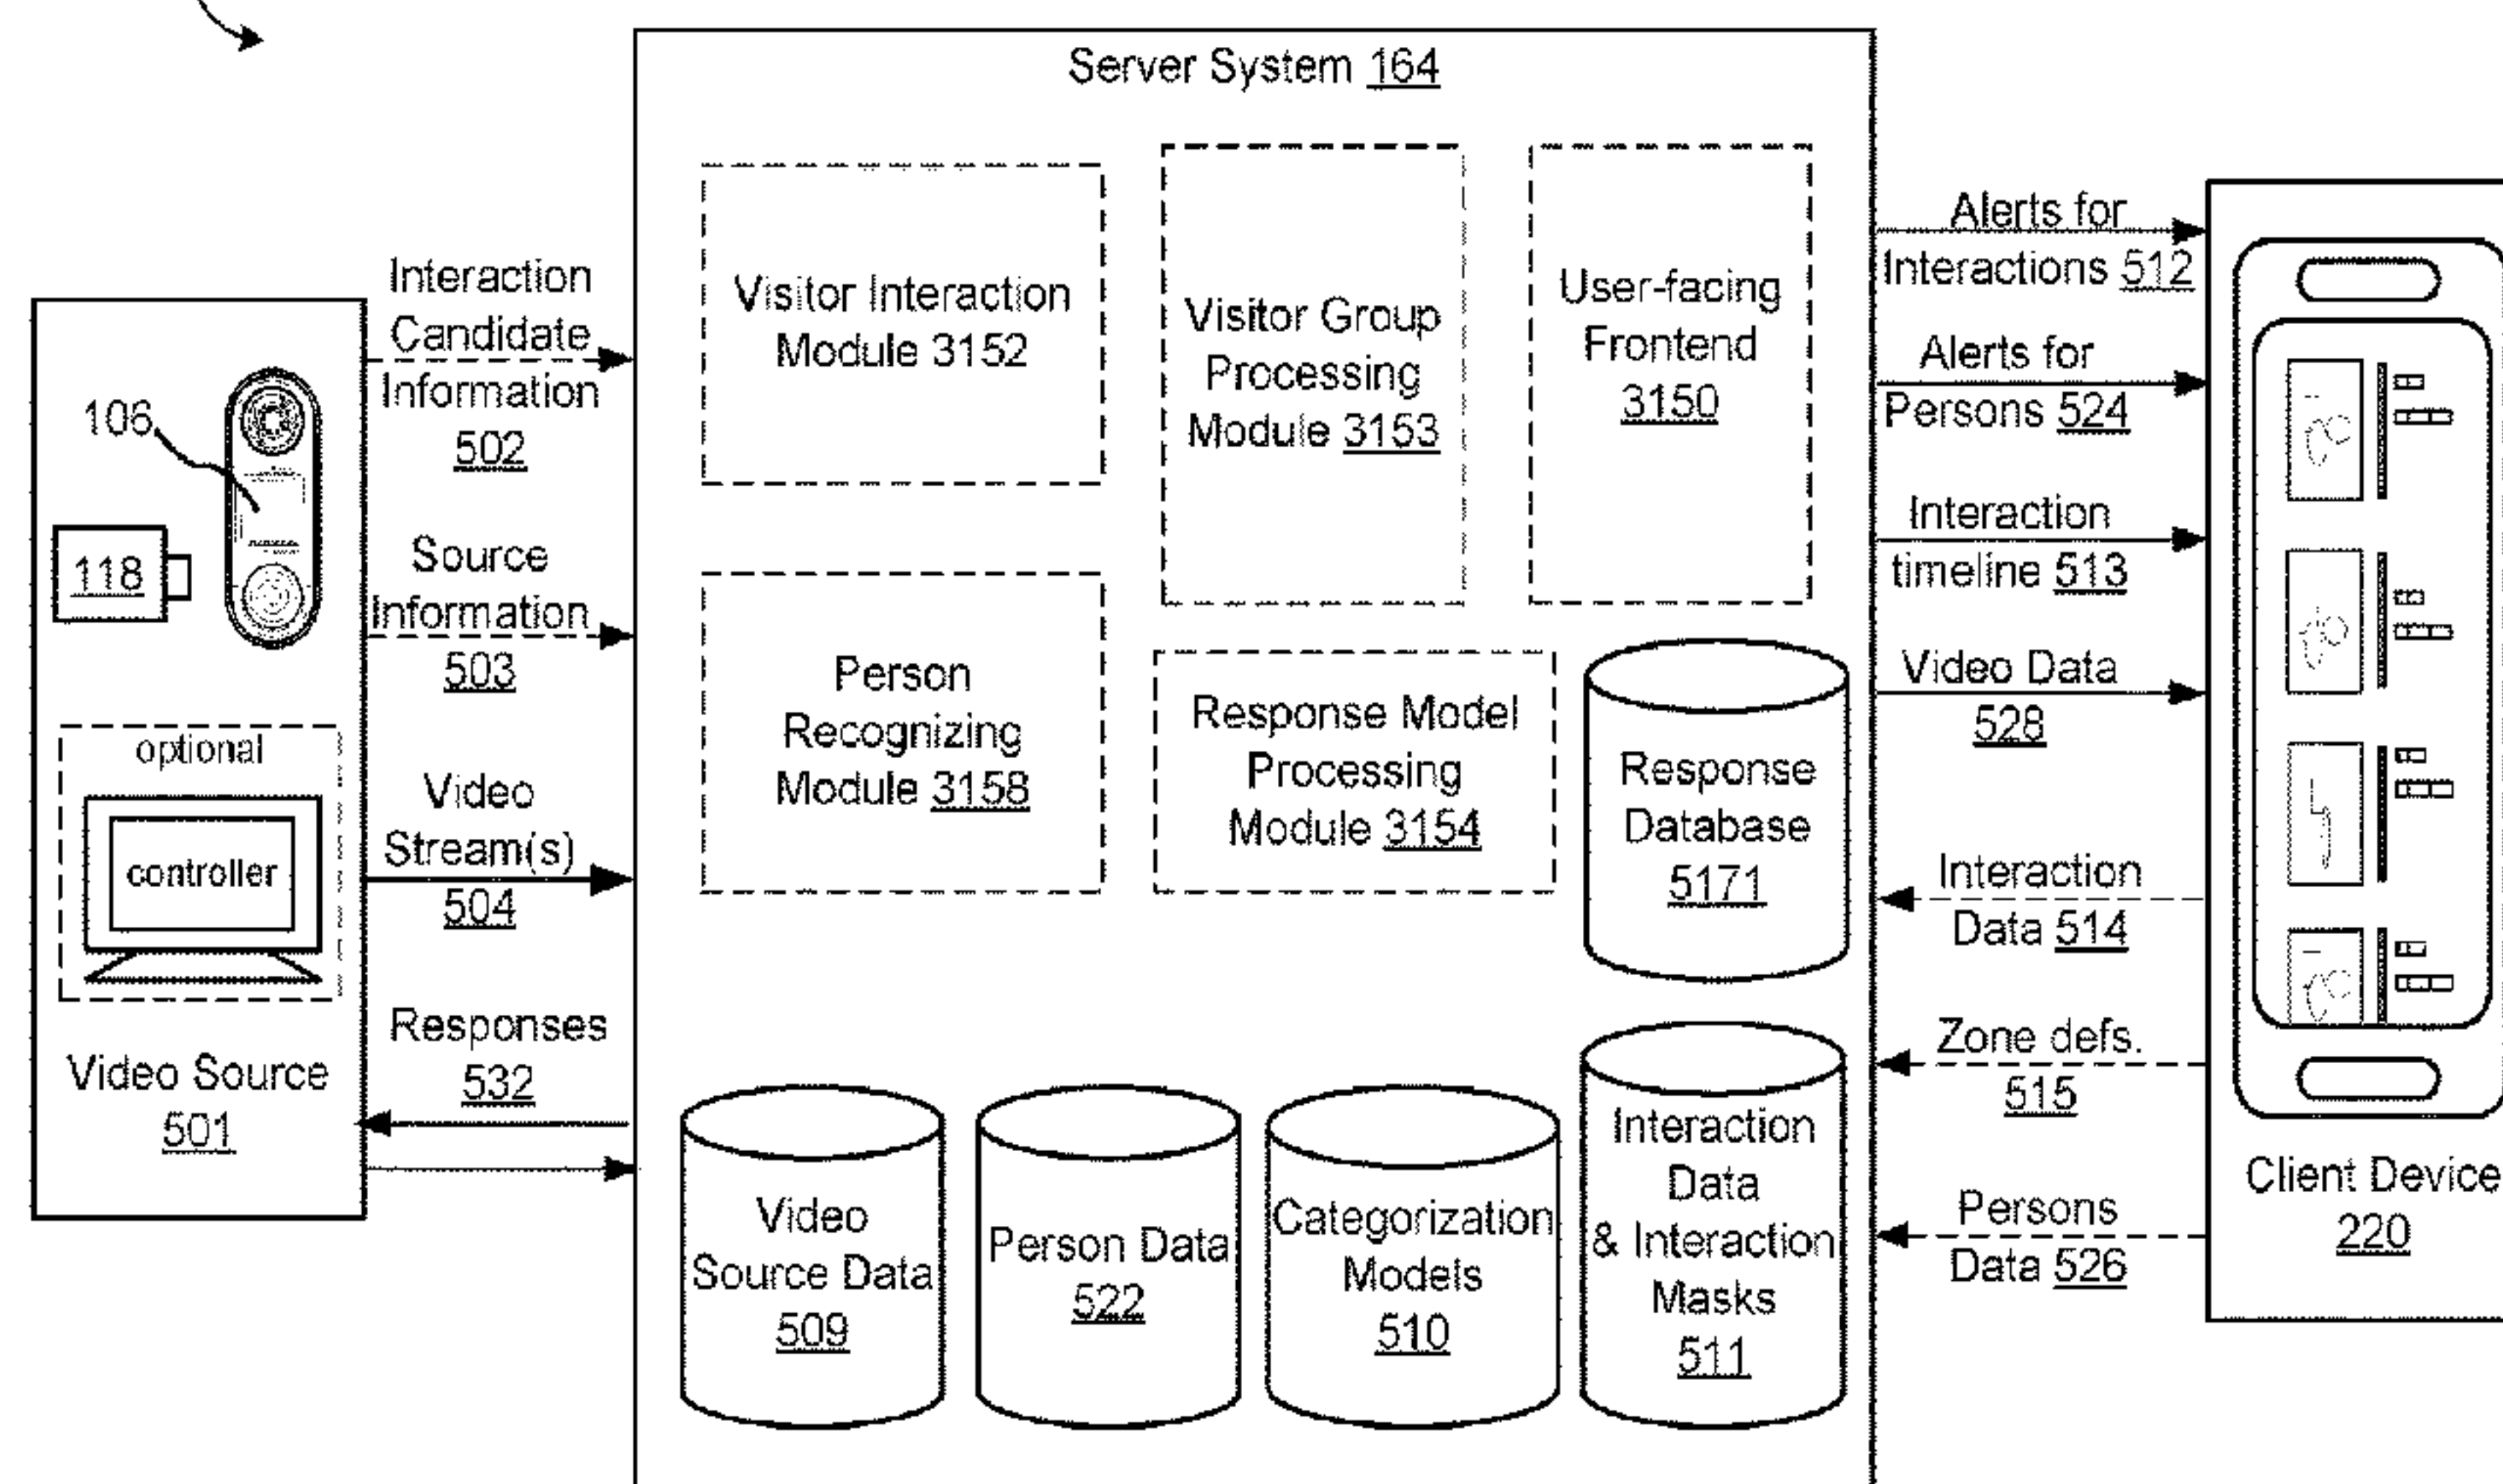 Server System 164
106
118
optional
controller
Video Source
501
Interaction
Candidate
Information
502
Source
Information
503
Video
Stream(s)
504
Responses
532
Visitor Interaction
Module 3152
Visitor Group
Processing
Module 3153
User-facing
Frontend
3150
Person
Recognizing
Module 3158
Response Model
Processing
Module 3154
Response
Database
5171
Video
Source Data
509
Person Data
522
Categorization
Models
510
Interaction
Data
& Interaction
Masks
511
Alerts for
Interactions 512
Alerts for
Persons 524
Interaction
timeline 513
Video Data
528
Interaction
Data 514
Zone defs.
515
Persons
Data 526
Client Device
220